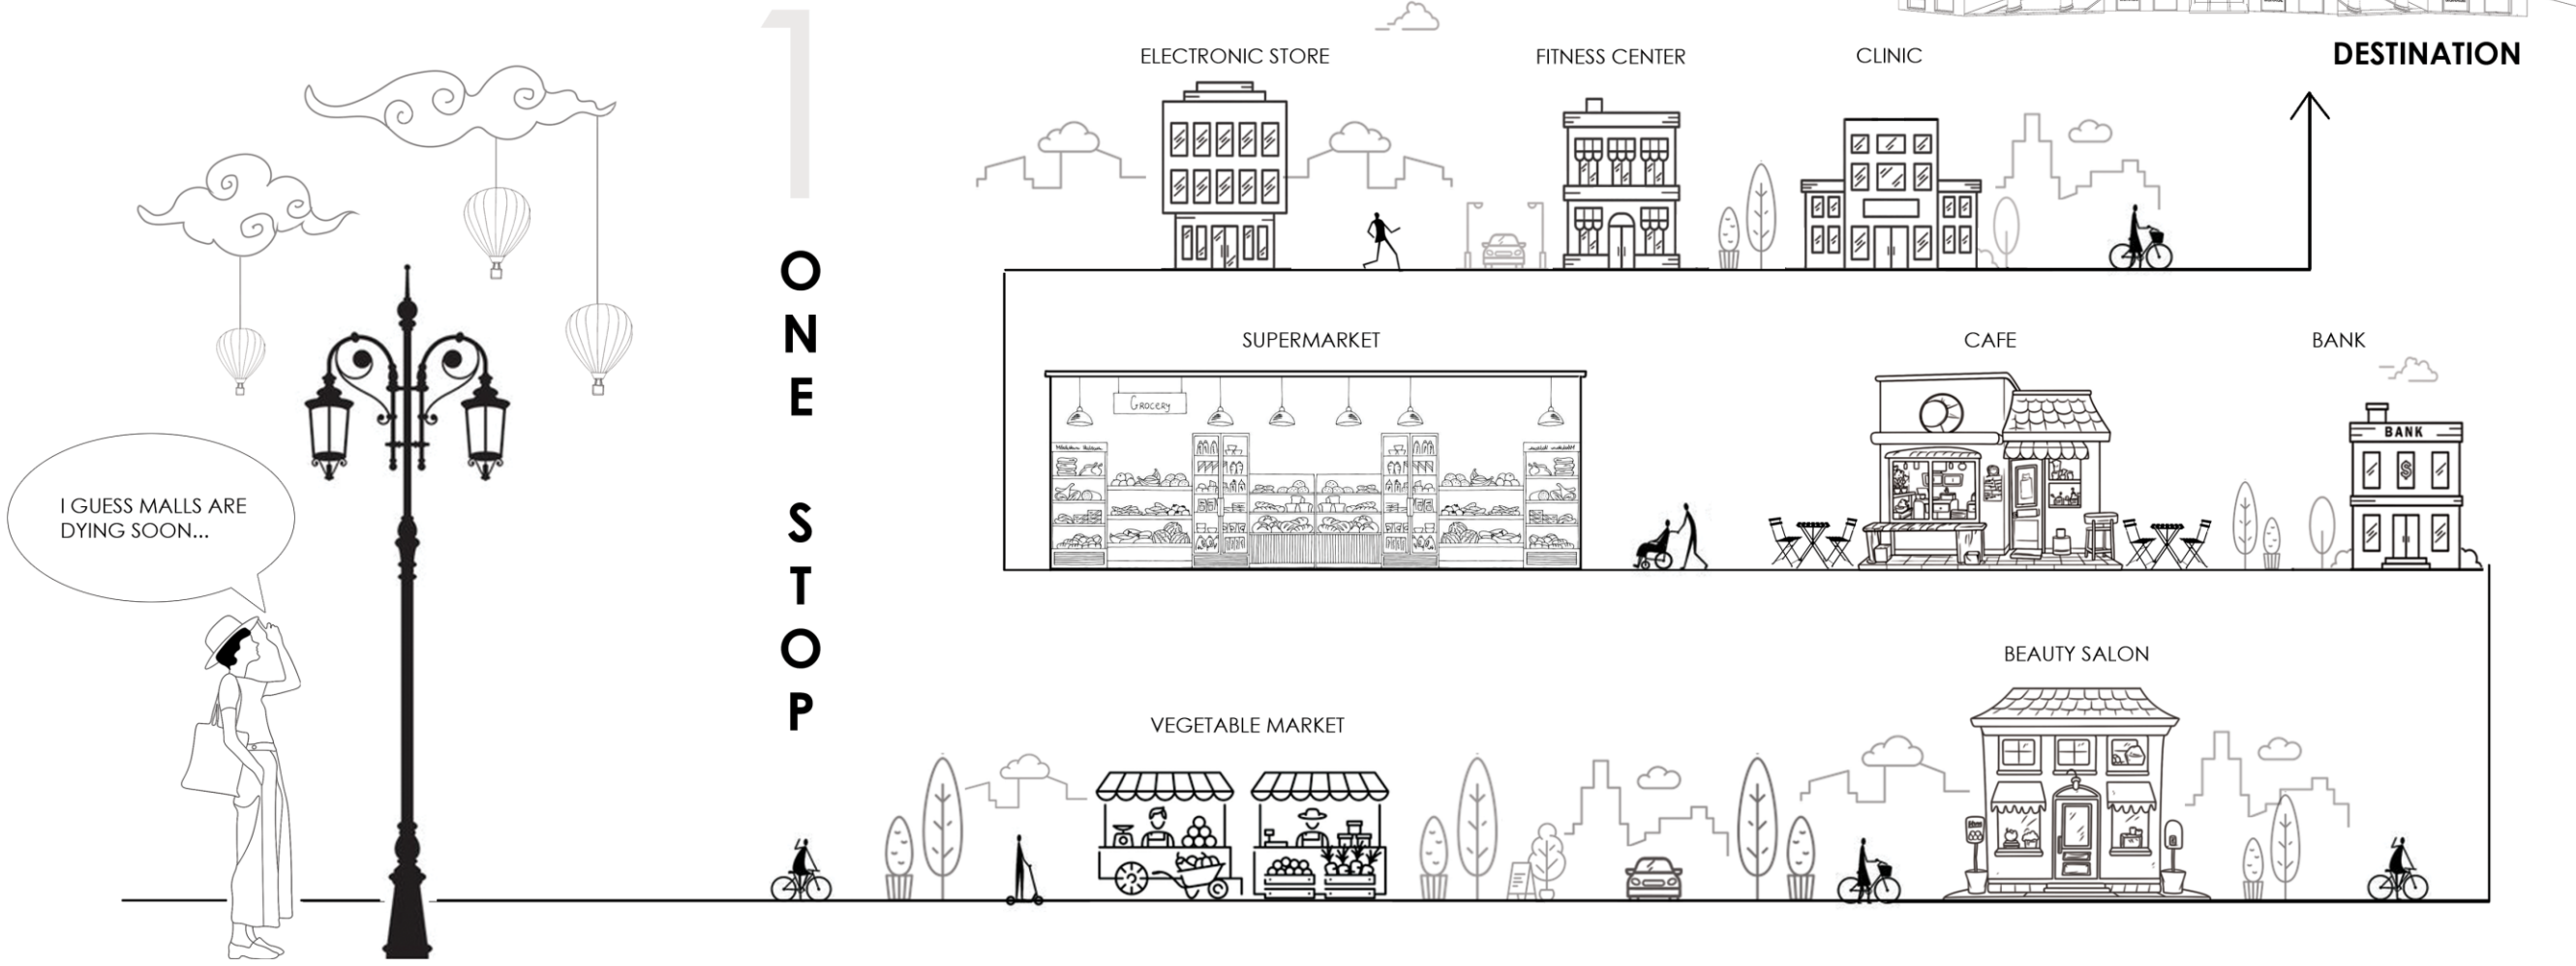 1
ONE STOP
ELECTRONIC STORE
FITNESS CENTER
CLINIC
DESTINATION
SUPERMARKET
GROCERY
CAFE
BANK
BANK
$
I GUESS MALLS ARE
DYING SOON...
BEAUTY SALON
VEGETABLE MARKET